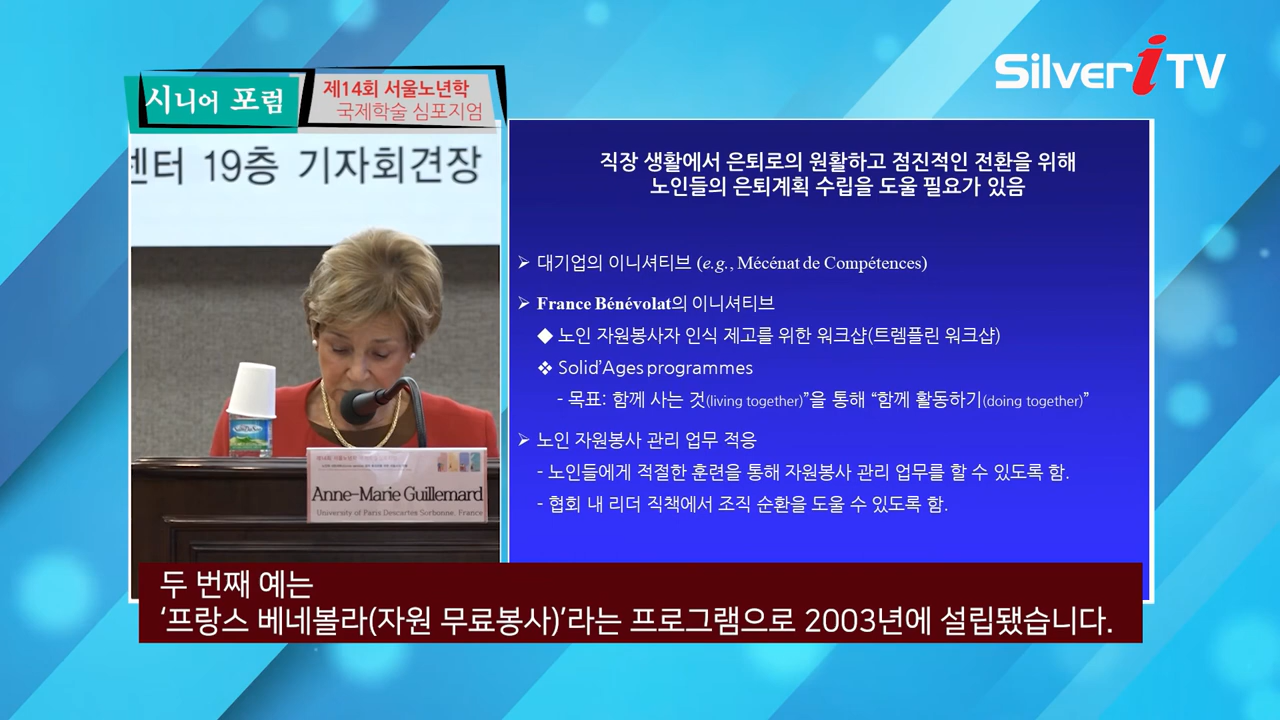 Silver i TV
시니어 포럼
제14회 서울노년학
국제학술 심포지엄
센터 19층 기자회견장
Anne-Marie Guillemard
University of Paris Descartes Sorbonne, France
직장 생활에서 은퇴로의 원활하고 점진적인 전환을 위해
노인들의 은퇴계획 수립을 도울 필요가 있음
➢ 대기업의 이니셔티브 (e.g., Mécénat de Compétences)
➢ France Bénévolat의 이니셔티브
◆ 노인 자원봉사자 인식 제고를 위한 워크샵(트렘플린 워크샵)
❖ Solid’Ages programmes
- 목표: 함께 사는 것(living together)”을 통해 “함께 활동하기(doing together)”
➢ 노인 자원봉사 관리 업무 적응
- 노인들에게 적절한 훈련을 통해 자원봉사 관리 업무를 할 수 있도록 함.
- 협회 내 리더 직책에서 조직 순환을 도울 수 있도록 함.
두 번째 예는
‘프랑스 베네볼라(자원 무료봉사)’라는 프로그램으로 2003년에 설립됐습니다.